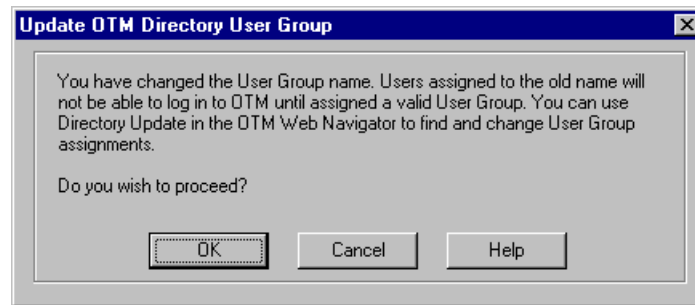 Update OTM Directory User Group
You have changed the User Group name. Users assigned to the old name will
not be able to log in to OTM until assigned a valid User Group. You can use
Directory Update in the OTM Web Navigator to find and change User Group
assignments.
Do you wish to proceed?
OK Cancel Help